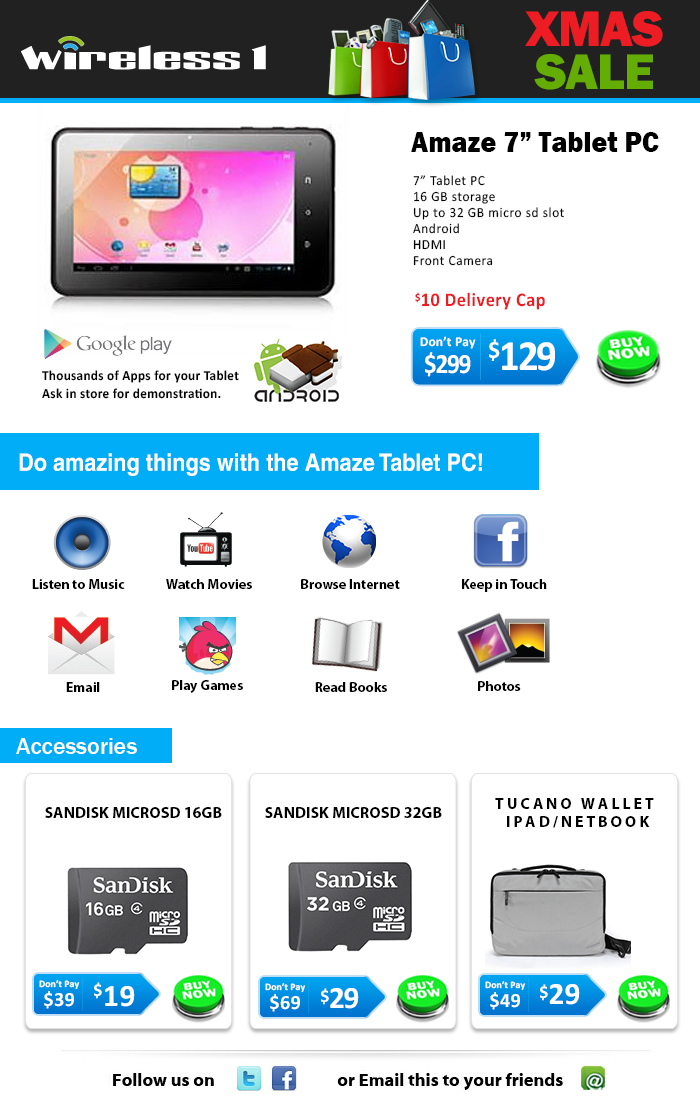 wireless 1
XMAS
SALE
Amaze 7” Tablet PC
7” Tablet PC
16 GB storage
Up to 32 GB micro sd slot
Android
HDMI
Front Camera
$10 Delivery Cap
Don't Pay
$299
$129
BUY
NOW
Google play
Thousands of Apps for your Tablet
Ask in store for demonstration.
ANDROID
Do amazing things with the Amaze Tablet PC!
You Tube
f
Listen to Music
Watch Movies
Browse Internet
Keep in Touch
Email
Play Games
Read Books
Photos
Accessories
SANDISK MICROSD 16GB
SanDisk
16GB 4
micro
SD
HC
Don't Pay
$39
$19
BUY
NOW
SANDISK MICROSD 32GB
SanDisk
32 GB 4
micro
SD
HC
Don't Pay
$69
$29
BUY
NOW
TUCANO WALLET
IPAD/NETBOOK
Don't Pay
$49
$29
BUY
NOW
Follow us on
t
f
or Email this to your friends
@